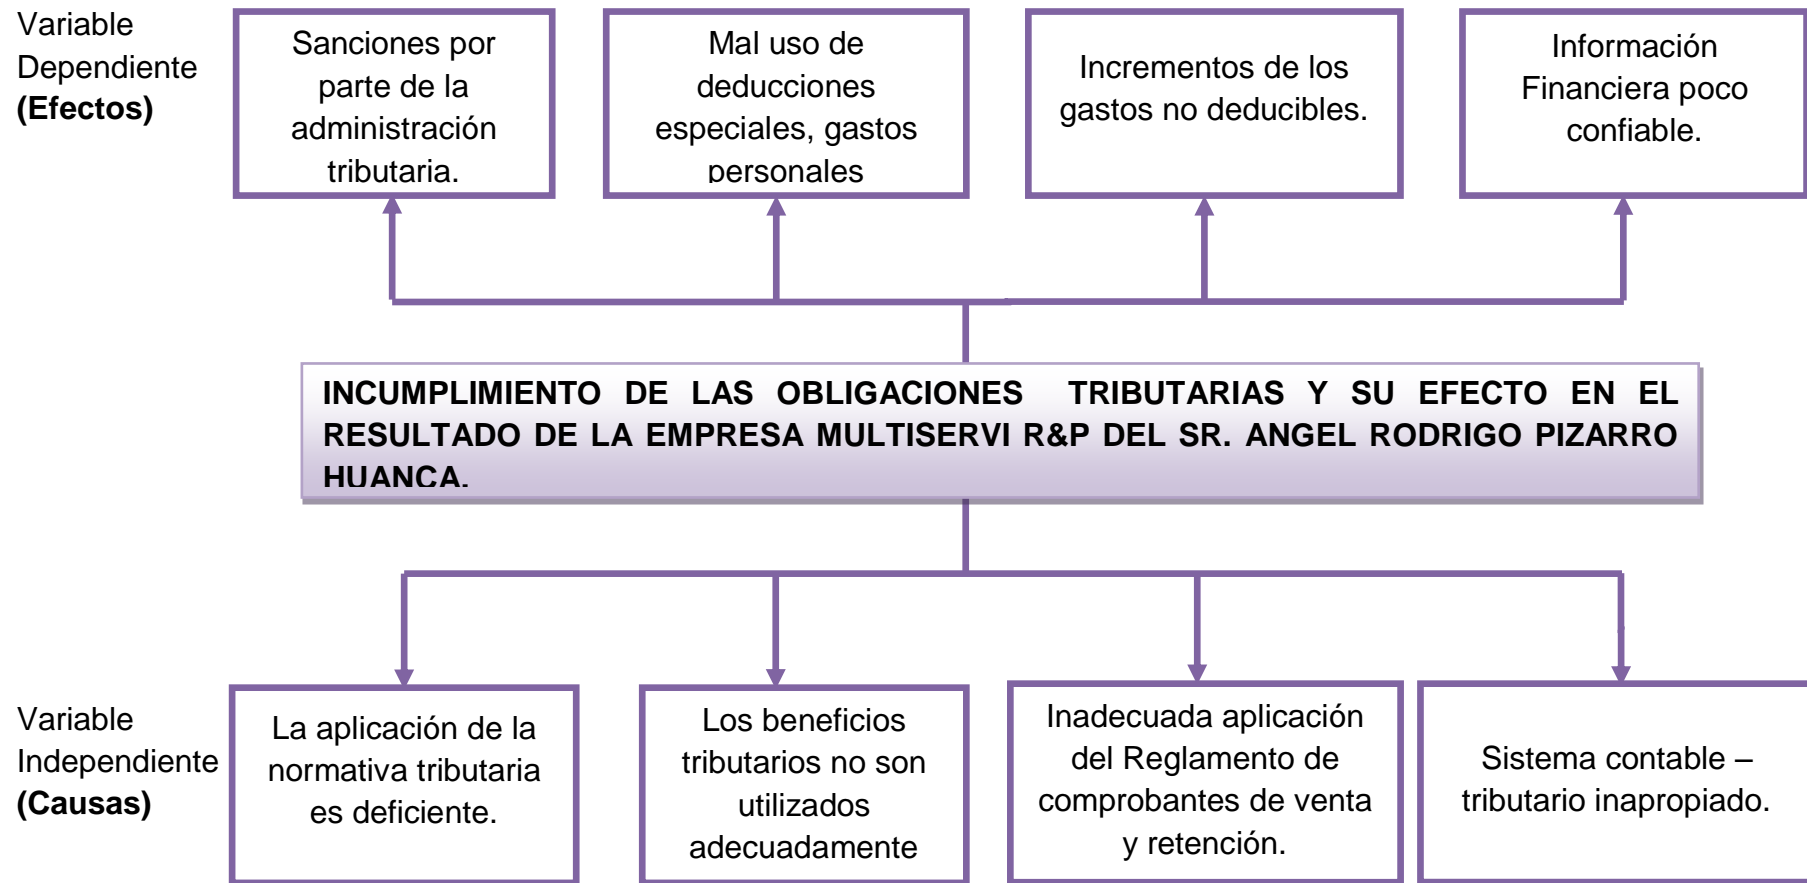 Variable
Dependiente
(Efectos)
Sanciones por
parte de la
administración
tributaria.
Mal uso de
deducciones
especiales, gastos
personales
Incrementos de los
gastos no deducibles.
Información
Financiera poco
confiable.
INCUMPLIMIENTO DE LAS OBLIGACIONES TRIBUTARIAS Y SU EFECTO EN EL
RESULTADO DE LA EMPRESA MULTISERVI R&P DEL SR. ANGEL RODRIGO PIZARRO
HUANCA.
Variable
Independiente
(Causas)
La aplicación de la
normativa tributaria
es deficiente.
Los beneficios
tributarios no son
utilizados
adecuadamente
Inadecuada aplicación
del Reglamento de
comprobantes de venta
y retención.
Sistema contable –
tributario inapropiado.